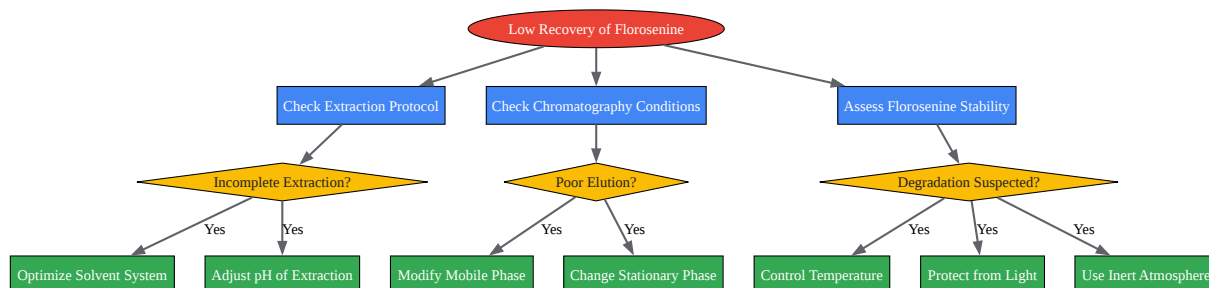 Low Recovery of Florosenine
Check Extraction Protocol
Check Chromatography Conditions
Assess Florosenine Stability
Incomplete Extraction?
Poor Elution?
Degradation Suspected?
Yes
Yes
Yes
Yes
Yes
Yes
Yes
Optimize Solvent System
Adjust pH of Extraction
Modify Mobile Phase
Change Stationary Phase
Control Temperature
Protect from Light
Use Inert Atmosphere